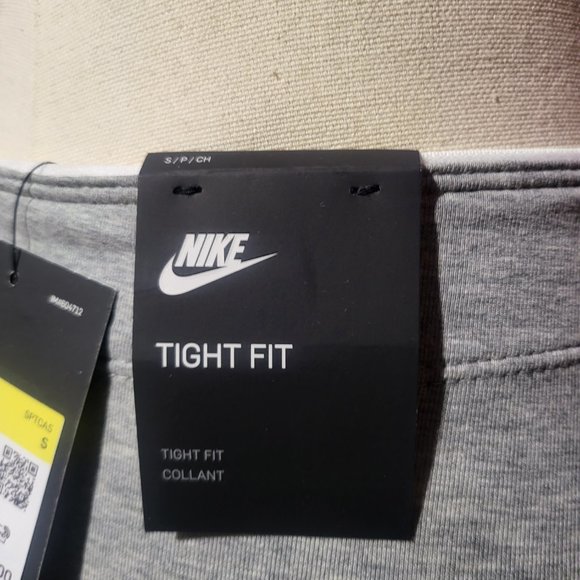 S / P / CH
NIKE
TIGHT FIT
TIGHT FIT
COLLANT
SPTCAS
S